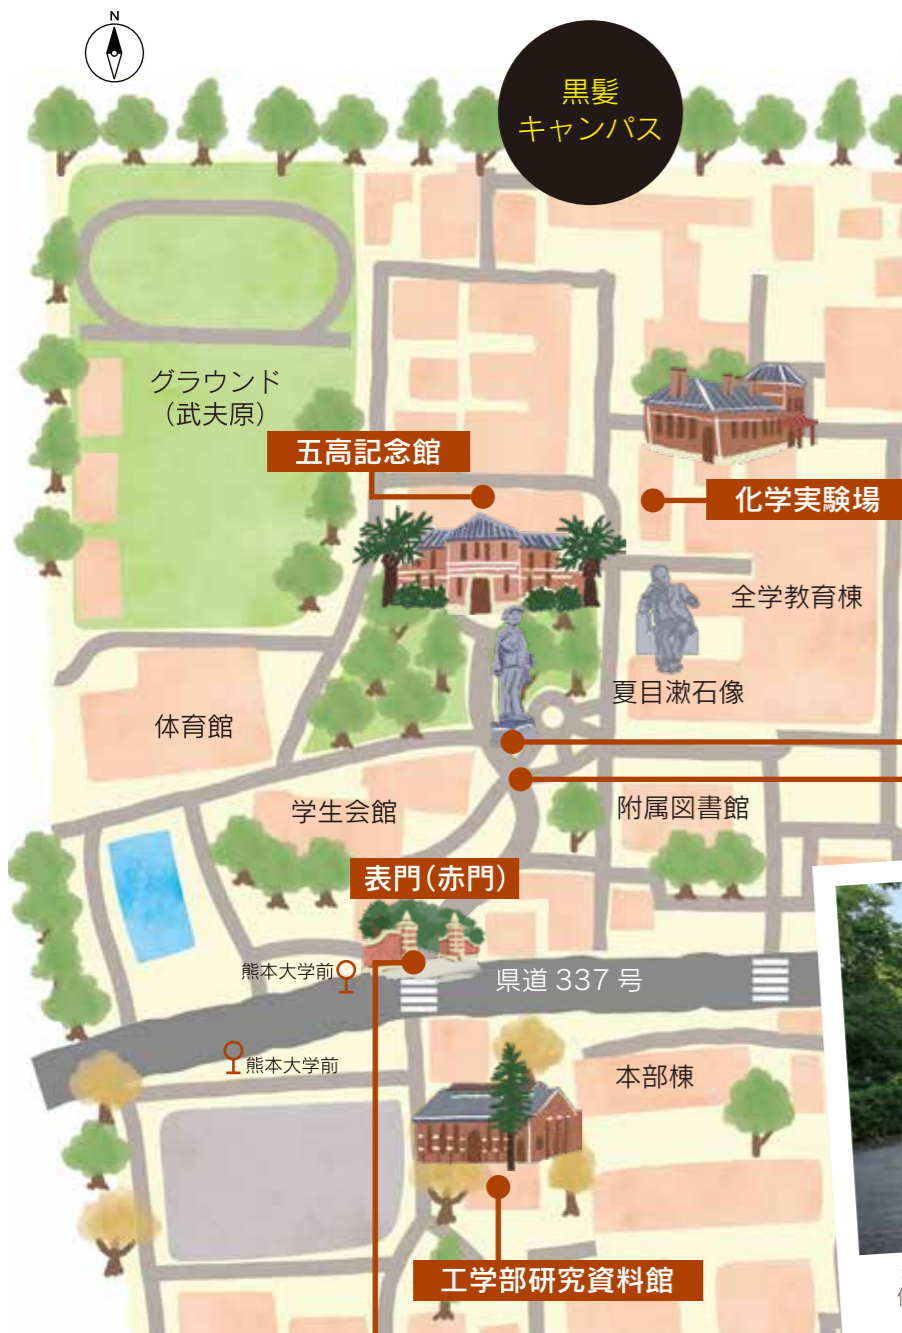 N
黒髪
キャンパス
グラウンド
（武夫原）
五高記念館
化学実験場
全学教育棟
夏目漱石像
体育館
学生会館
附属図書館
表門（赤門）
熊本大学前
県道 337 号
熊本大学前
本部棟
工学部研究資料館